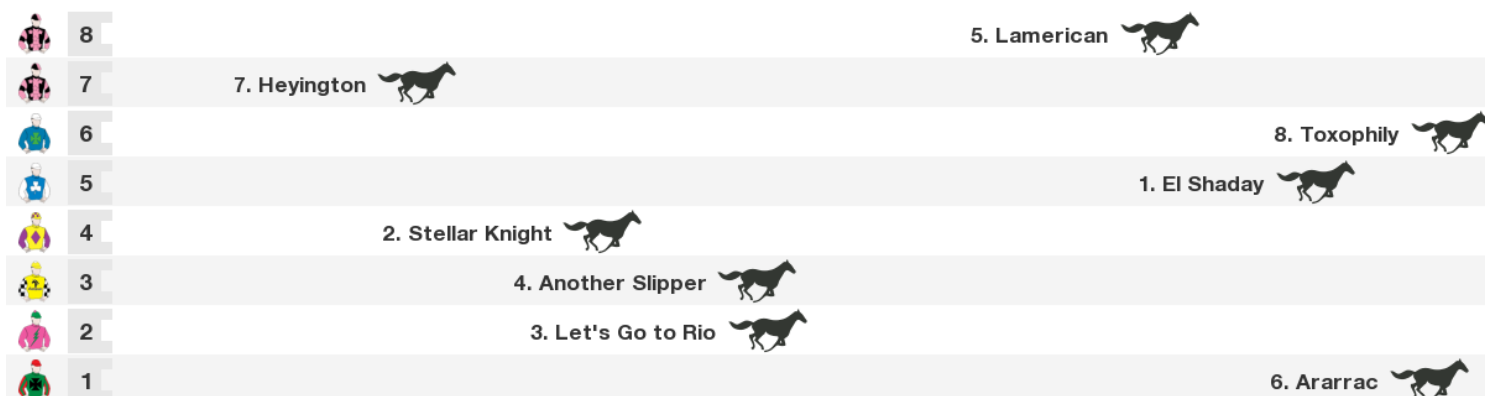 8 5. Lamerican
7 7. Heyington
6 8. Toxophily
5 1. El Shaday
4 2. Stellar Knight
3 4. Another Slipper
2 3. Let's Go to Rio
1 6. Ararrac